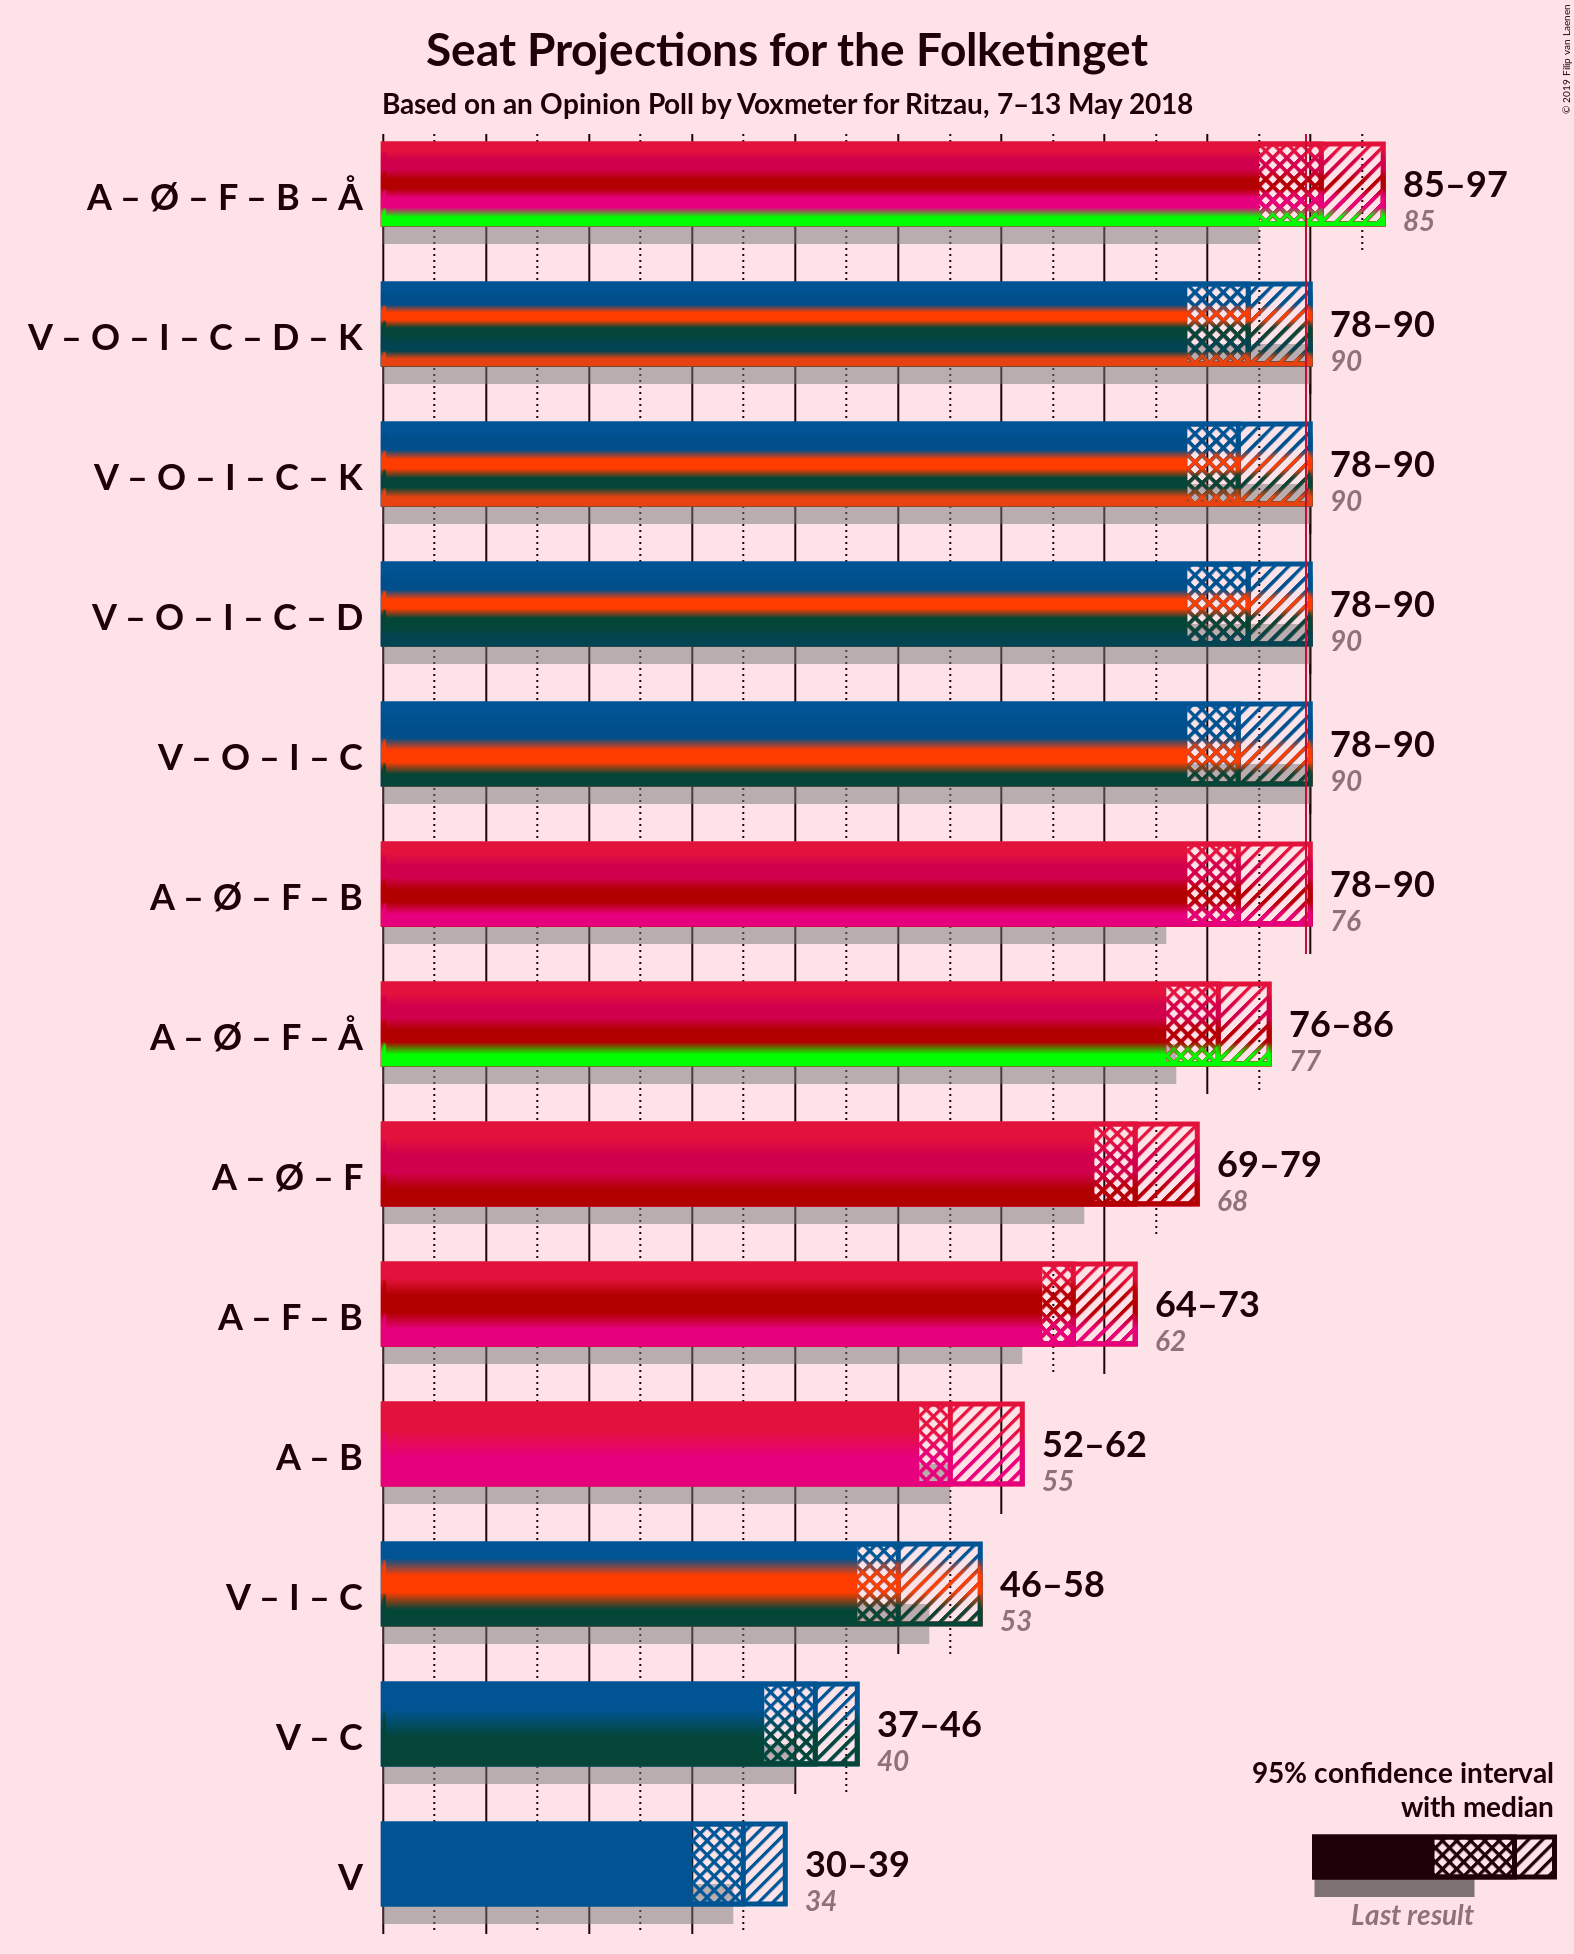 Seat Projections for the Folketinget
Based on an Opinion Poll by Voxmeter for Ritzau, 7–13 May 2018
© 2019 Filip van Laenen
A – Ø – F – B – Å
85–97
85
V – O – I – C – D – K
78–90
90
V – O – I – C – K
78–90
90
V – O – I – C – D
78–90
90
V – O – I – C
78–90
90
A – Ø – F – B
78–90
76
A – Ø – F – Å
76–86
77
A – Ø – F
69–79
68
A – F – B
64–73
62
A – B
52–62
55
V – I – C
46–58
53
V – C
37–46
40
V
30–39
34
95% confidence interval
with median
Last result